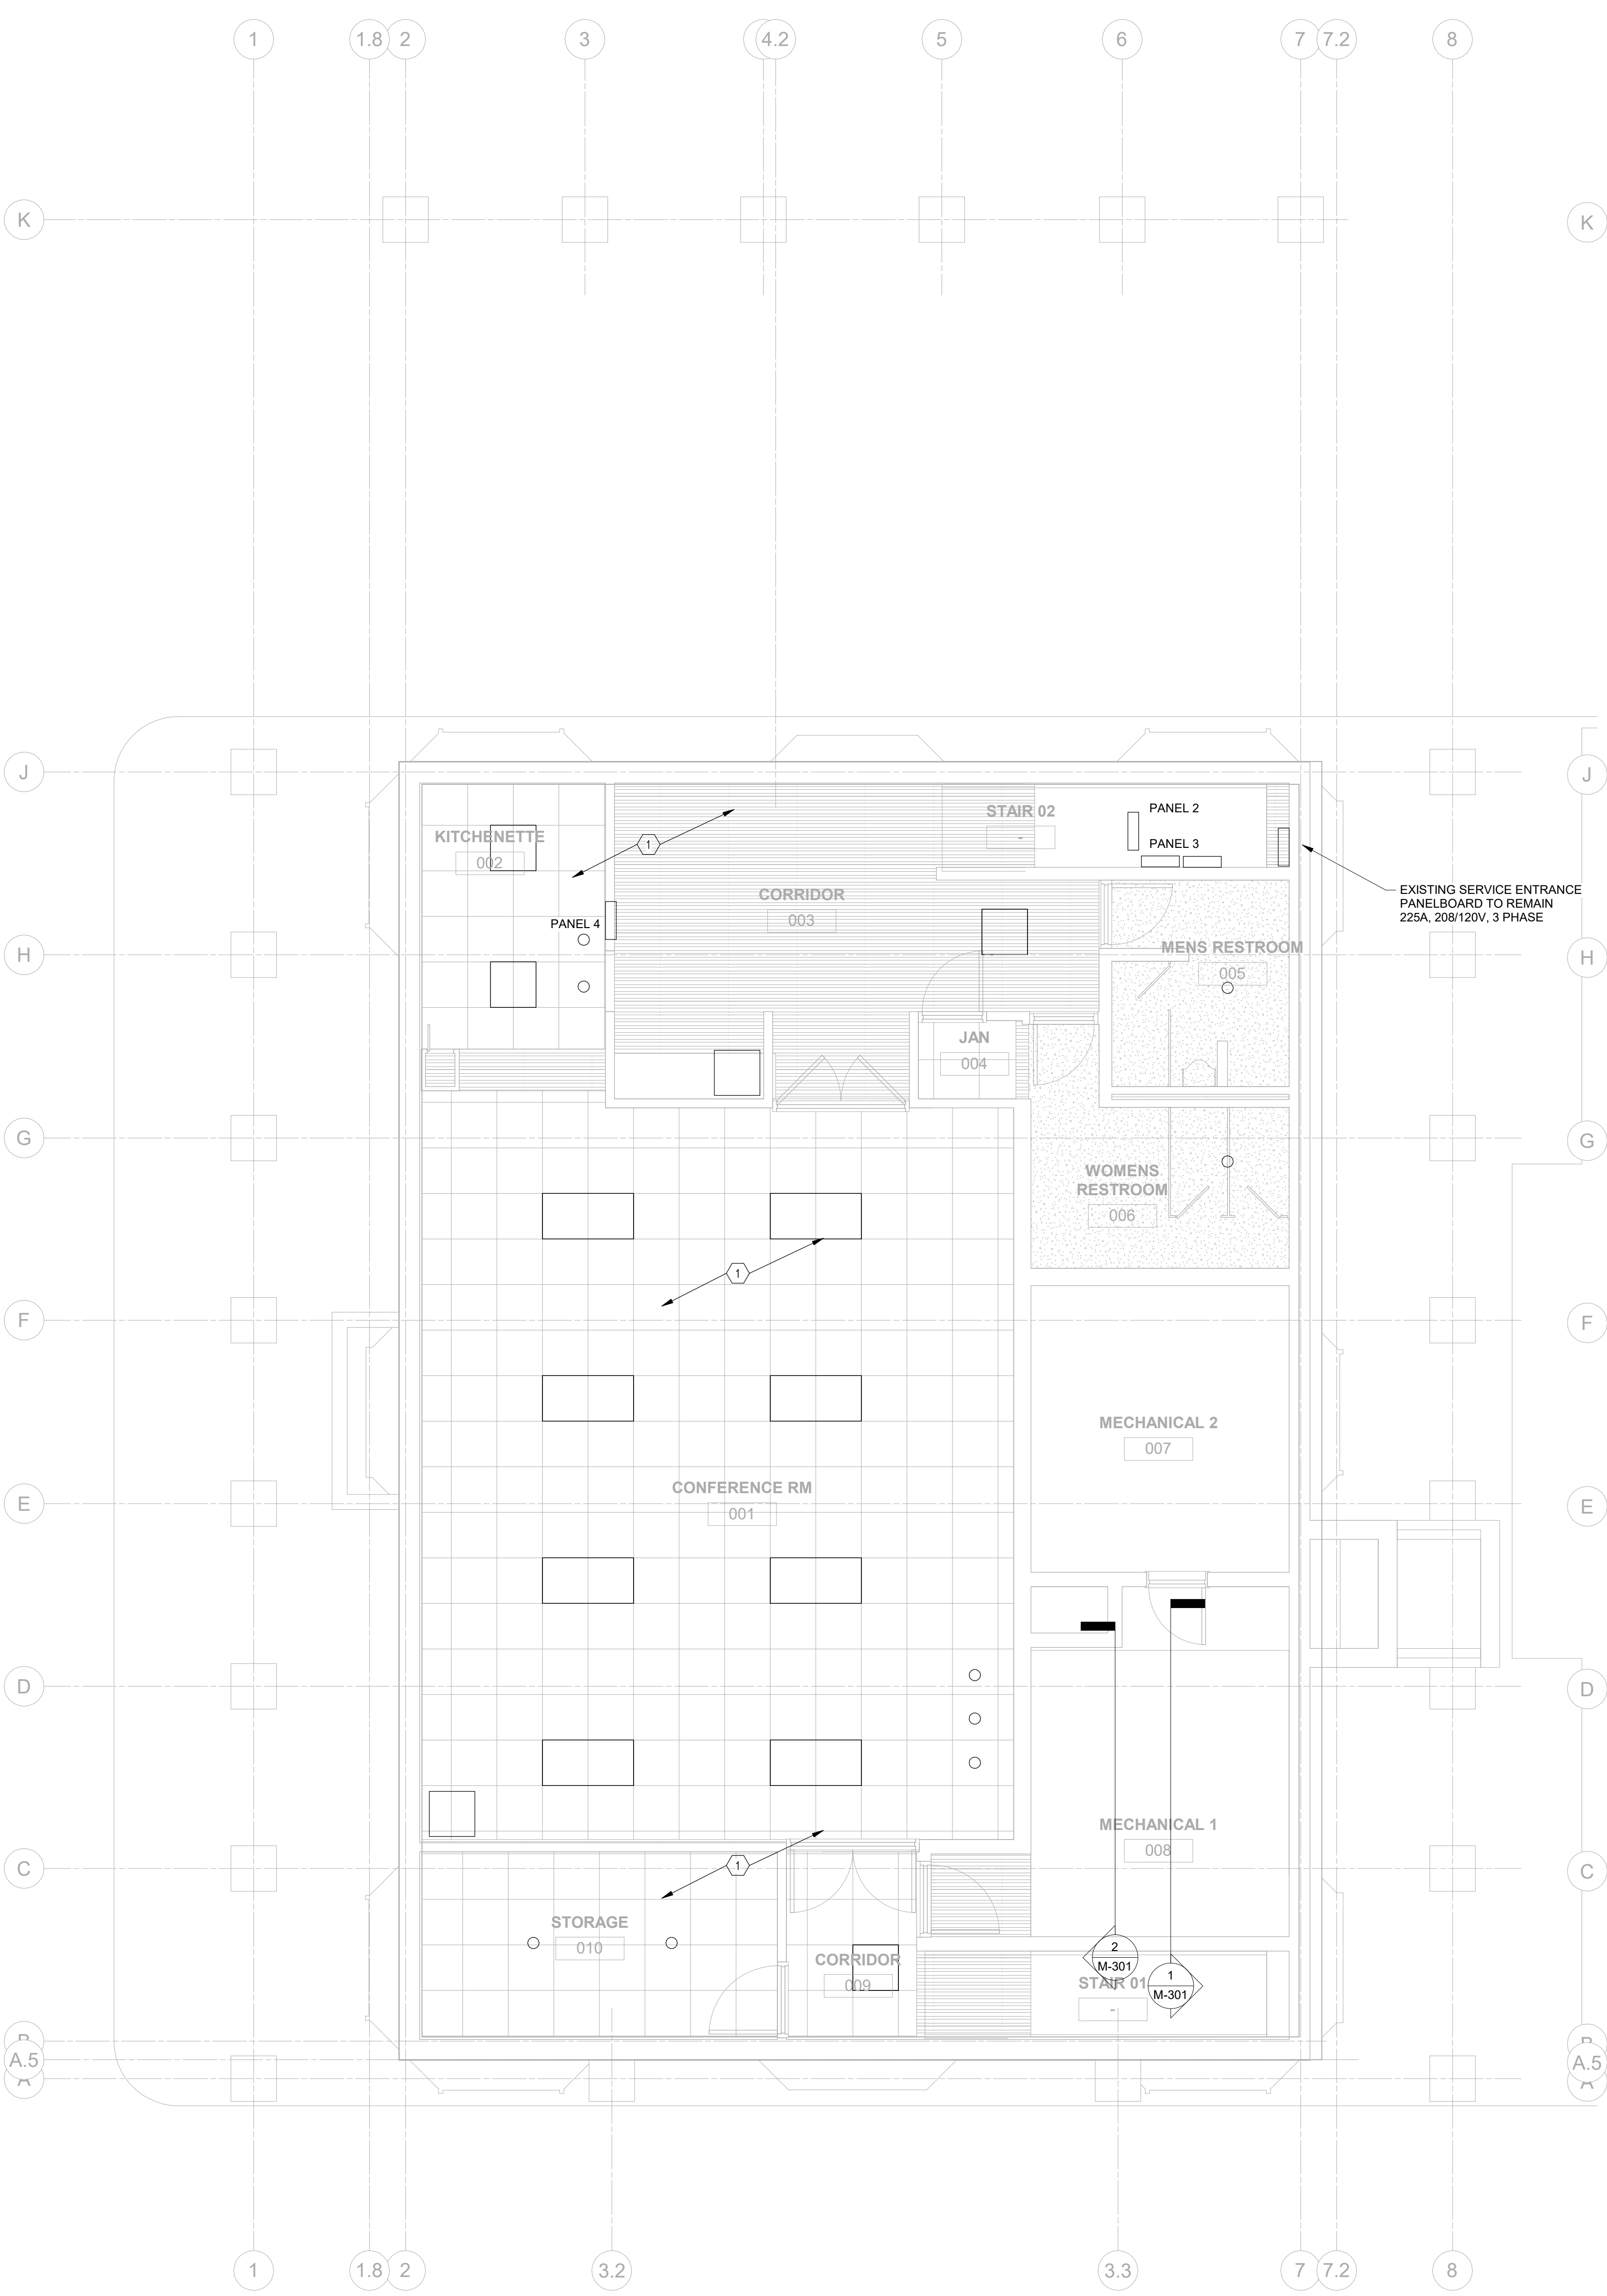 1 1.8 2 3 4.2 5 6 7 7.2 8
K K
J J
STAIR 02
-
PANEL 2
PANEL 3
KITCHENETTE
002
1
CORRIDOR
003
EXISTING SERVICE ENTRANCE
PANELBOARD TO REMAIN
225A, 208/120V, 3 PHASE
PANEL 4
MENS RESTROOM
005
H H
JAN
004
G G
WOMENS
RESTROOM
006
1
F F
MECHANICAL 2
007
CONFERENCE RM
001
E E
D D
MECHANICAL 1
008
1
C C
STORAGE
010
CORRIDOR
009
2
M-301
1
M-301
STAIR 01
-
B B
A.5 A.5
A A
1 1.8 2 3.2 3.3 7 7.2 8